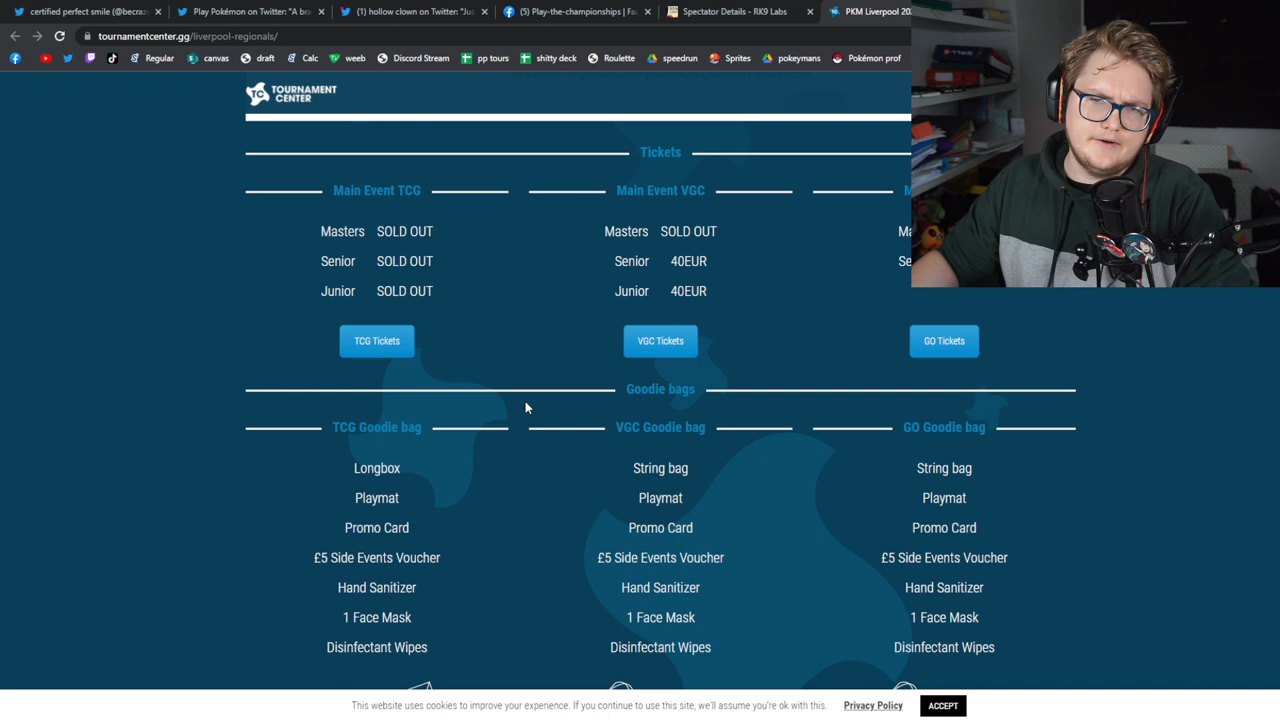 certified perfect smile (@becraz
Play Pokémon on Twitter: "A bra
(1) hollow clown on Twitter: "Jus
(5) Play-the-championships | Fac
Spectator Details - RK9 Labs
PKM Liverpool 20
tournamentcenter.gg/liverpool-regionals/
Regular
canvas
draft
Calc
weeb
Discord Stream
pp tours
shitty deck
Roulette
speedrun
Sprites
pokeymans
Pokémon prof
TC TOURNAMENT
CENTER
Tickets
Main Event TCG
Main Event VGC
Masters SOLD OUT
Masters SOLD OUT
Senior SOLD OUT
Senior 40EUR
Junior SOLD OUT
Junior 40EUR
TCG Tickets
VGC Tickets
GO Tickets
Goodie bags
TCG Goodie bag
VGC Goodie bag
GO Goodie bag
Longbox
String bag
String bag
Playmat
Playmat
Playmat
Promo Card
Promo Card
Promo Card
£5 Side Events Voucher
£5 Side Events Voucher
£5 Side Events Voucher
Hand Sanitizer
Hand Sanitizer
Hand Sanitizer
1 Face Mask
1 Face Mask
1 Face Mask
Disinfectant Wipes
Disinfectant Wipes
Disinfectant Wipes
This website uses cookies to improve your experience. If you continue to use this site, we'll assume you're ok with this.
Privacy Policy
ACCEPT